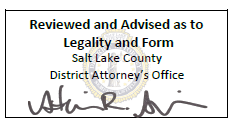 Reviewed and Advised as to
Legality and Form
Salt Lake County
District Attorney's Office